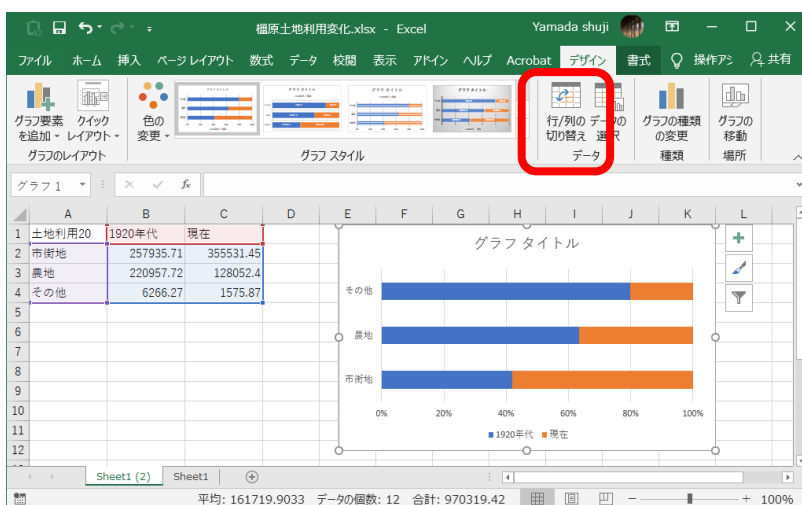 橿原土地利用変化.xlsx - Excel
Yamada shuji
ファイル ホーム 挿入 ページ レイアウト 数式 データ 校閲 表示 アドイン ヘルプ Acrobat デザイン 書式 操作アシ 共有
グラフ要素を追加 クイックレイアウト 色の変更 行/列の切り替え データの選択 グラフの種類の変更 グラフの移動
グラフのレイアウト グラフ スタイル データ 種類 場所
グラフ 1 fx
A B C D E F G H I J K L
1 土地利用20 1920年代 現在
2 市街地 257935.71 355531.45
3 農地 220957.72 128052.4
4 その他 6266.27 1575.87
5
6
7
8
9
10
11
12
グラフ タイトル
その他
農地
市街地
0% 20% 40% 60% 80% 100%
1920年代 現在
Sheet1 (2) Sheet1
平均: 161719.9033 データの個数: 12 合計: 970319.42 100%